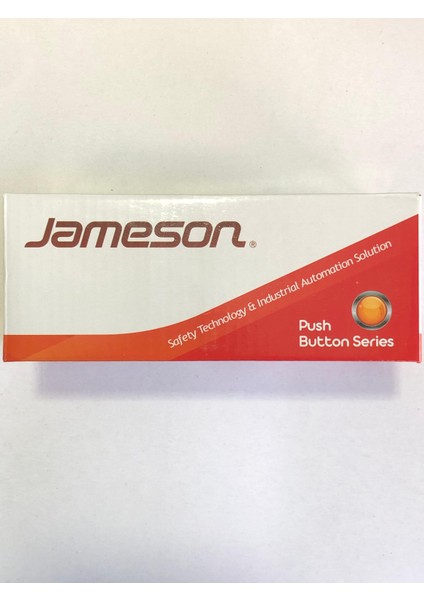 Jameson®
Safety Technology & Industrial Automation Solution
Push
Button Series